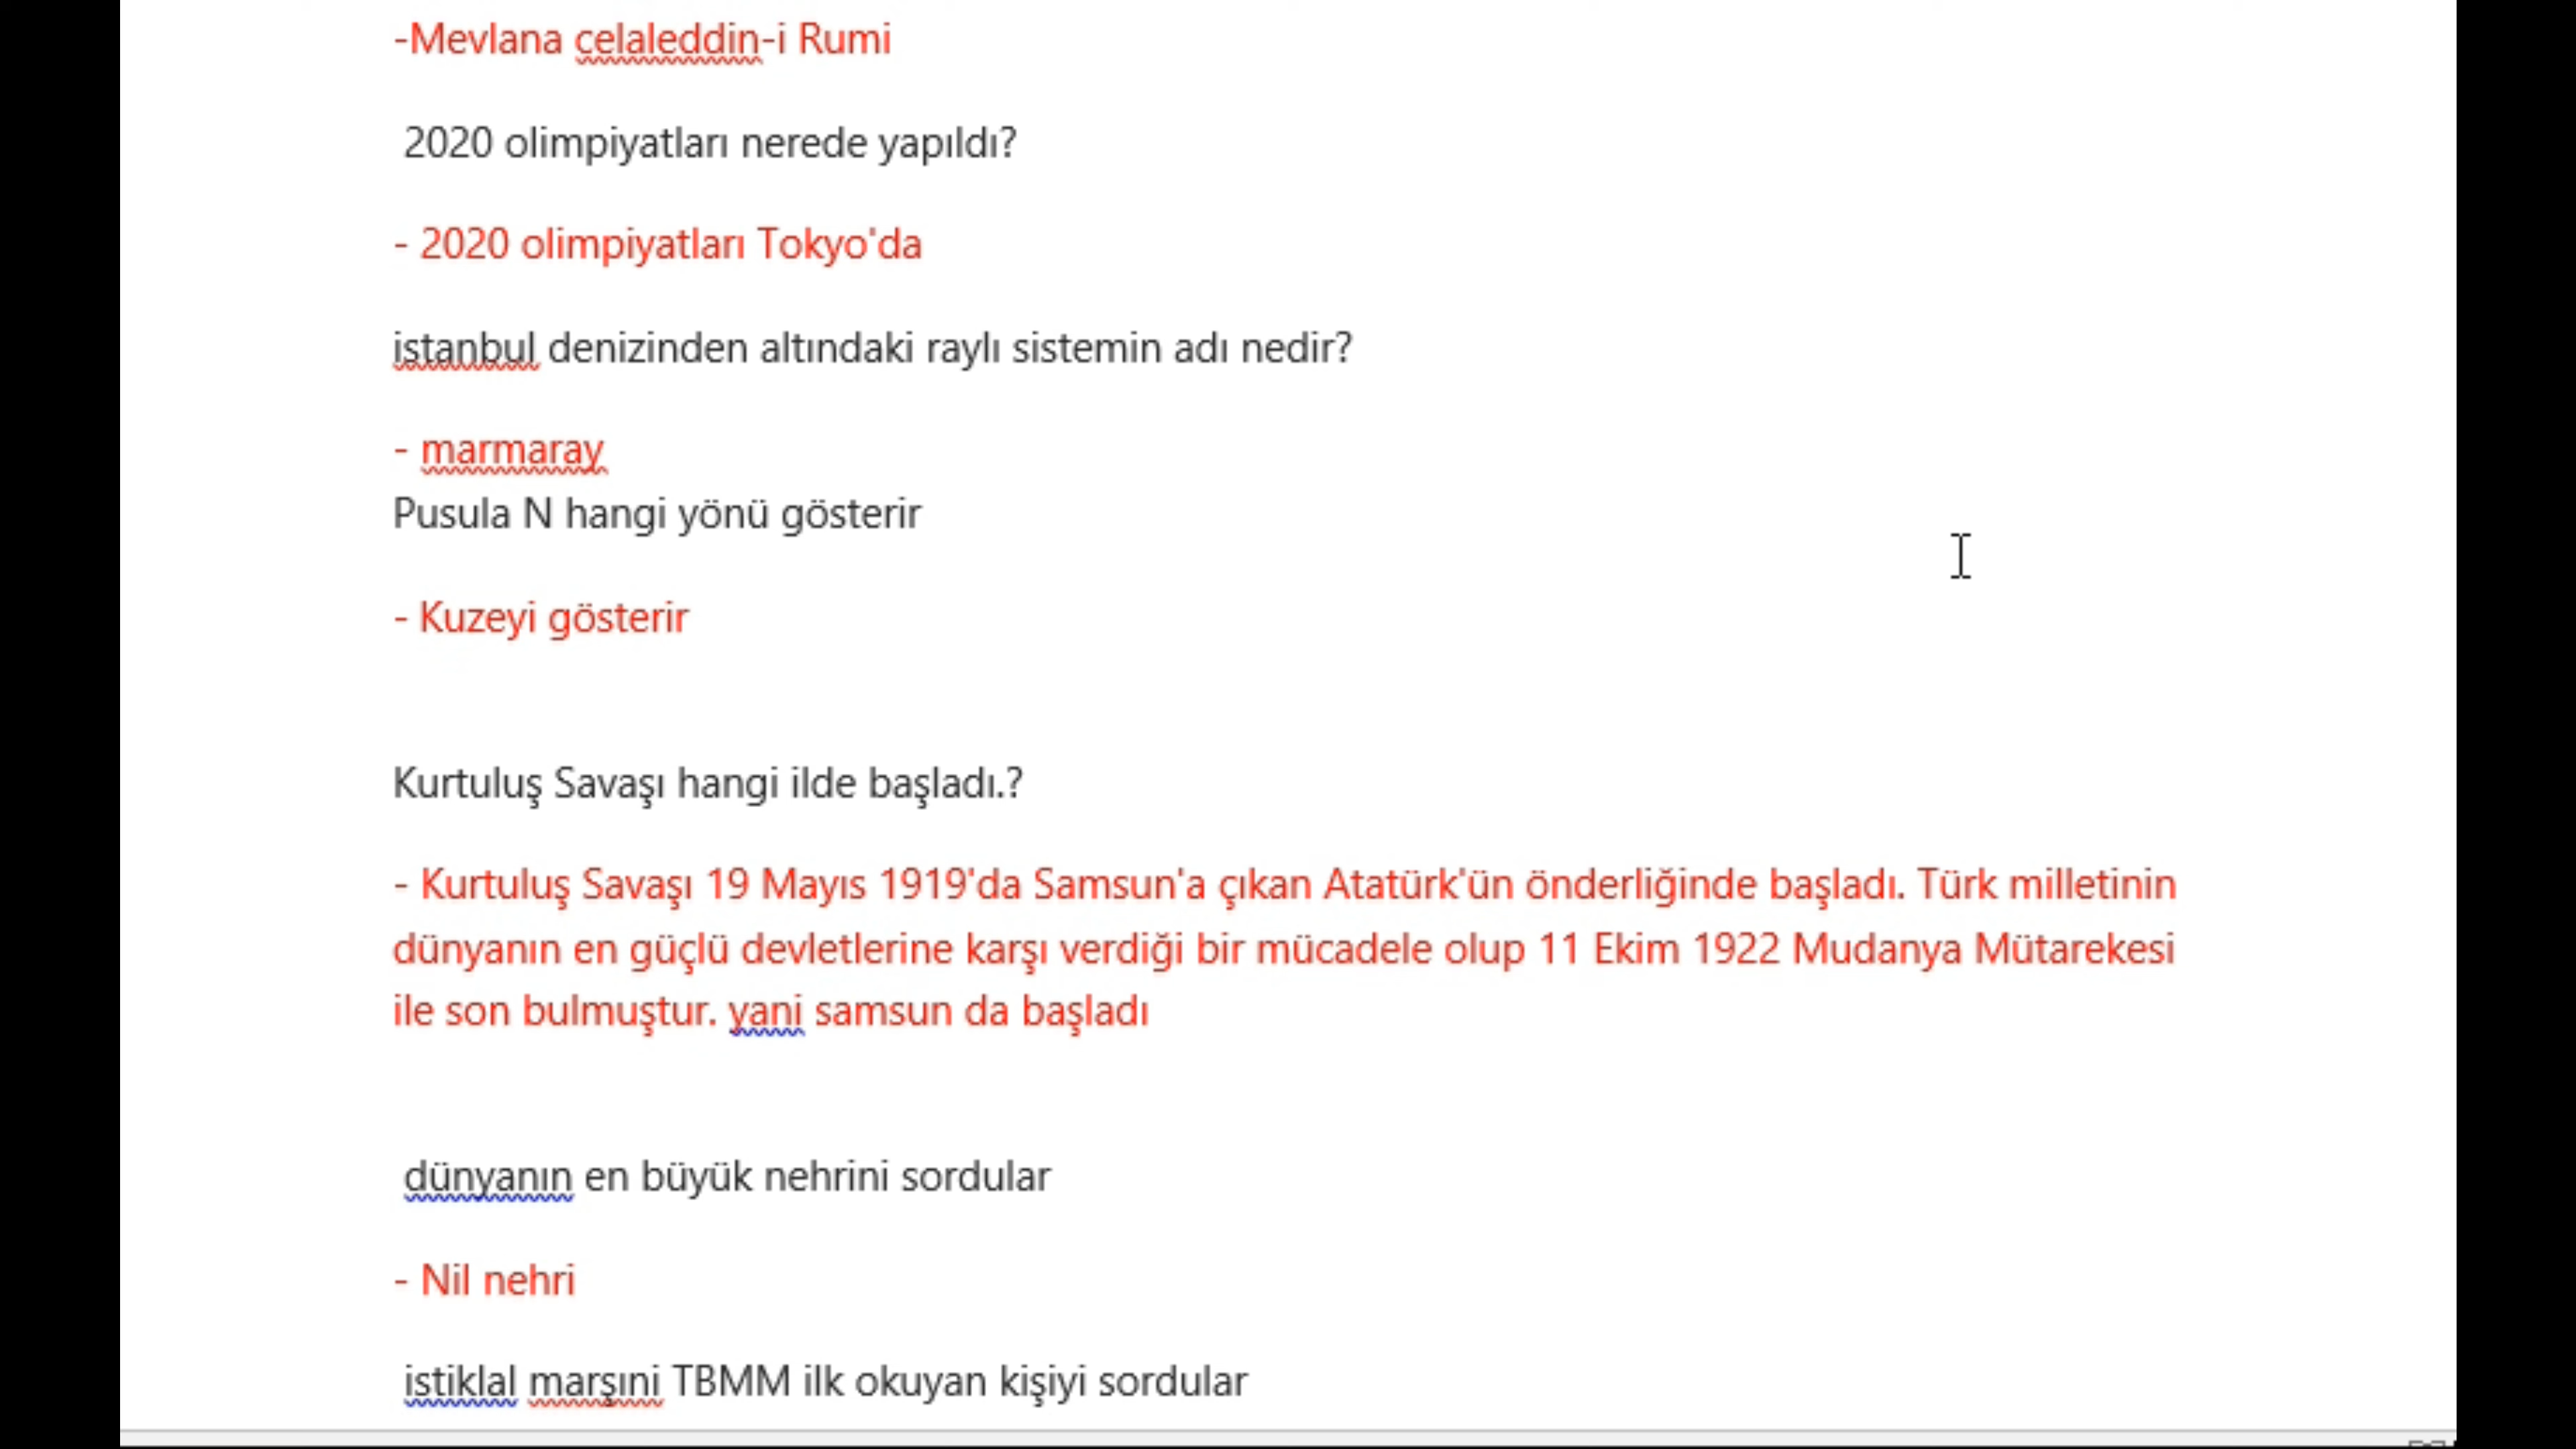 -Mevlana celaleddin-i Rumi
2020 olimpiyatları nerede yapıldı?
- 2020 olimpiyatları Tokyo'da
istanbul denizinden altındaki raylı sistemin adı nedir?
- marmaray
Pusula N hangi yönü gösterir
- Kuzeyi gösterir
Kurtuluş Savaşı hangi ilde başladı.?
- Kurtuluş Savaşı 19 Mayıs 1919'da Samsun'a çıkan Atatürk'ün önderliğinde başladı. Türk milletinin
dünyanın en güçlü devletlerine karşı verdiği bir mücadele olup 11 Ekim 1922 Mudanya Mütarekesi
ile son bulmuştur. yani samsun da başladı
dünyanın en büyük nehrini sordular
- Nil nehri
istiklal marşıni TBMM ilk okuyan kişiyi sordular